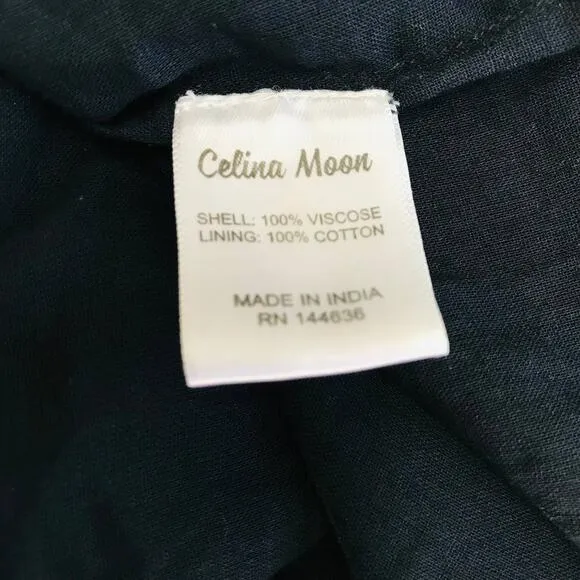 Celina Moon
SHELL: 100% VISCOSE
LINING: 100% COTTON
MADE IN INDIA
RN 144636